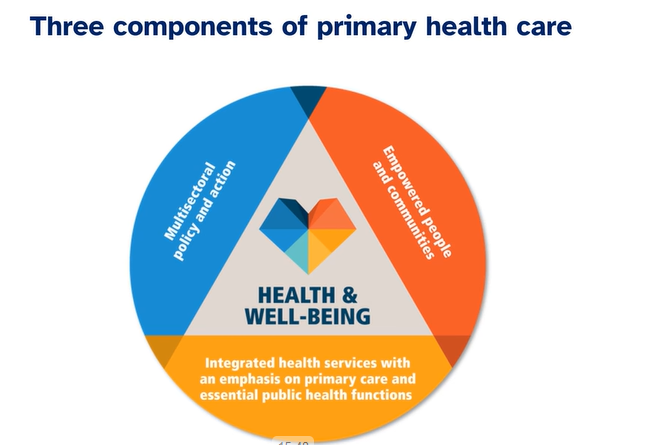 Three components of primary health care
Multisectoral
policy and action
Empowered people
and communities
HEALTH &
WELL-BEING
Integrated health services with
an emphasis on primary care and
essential public health functions